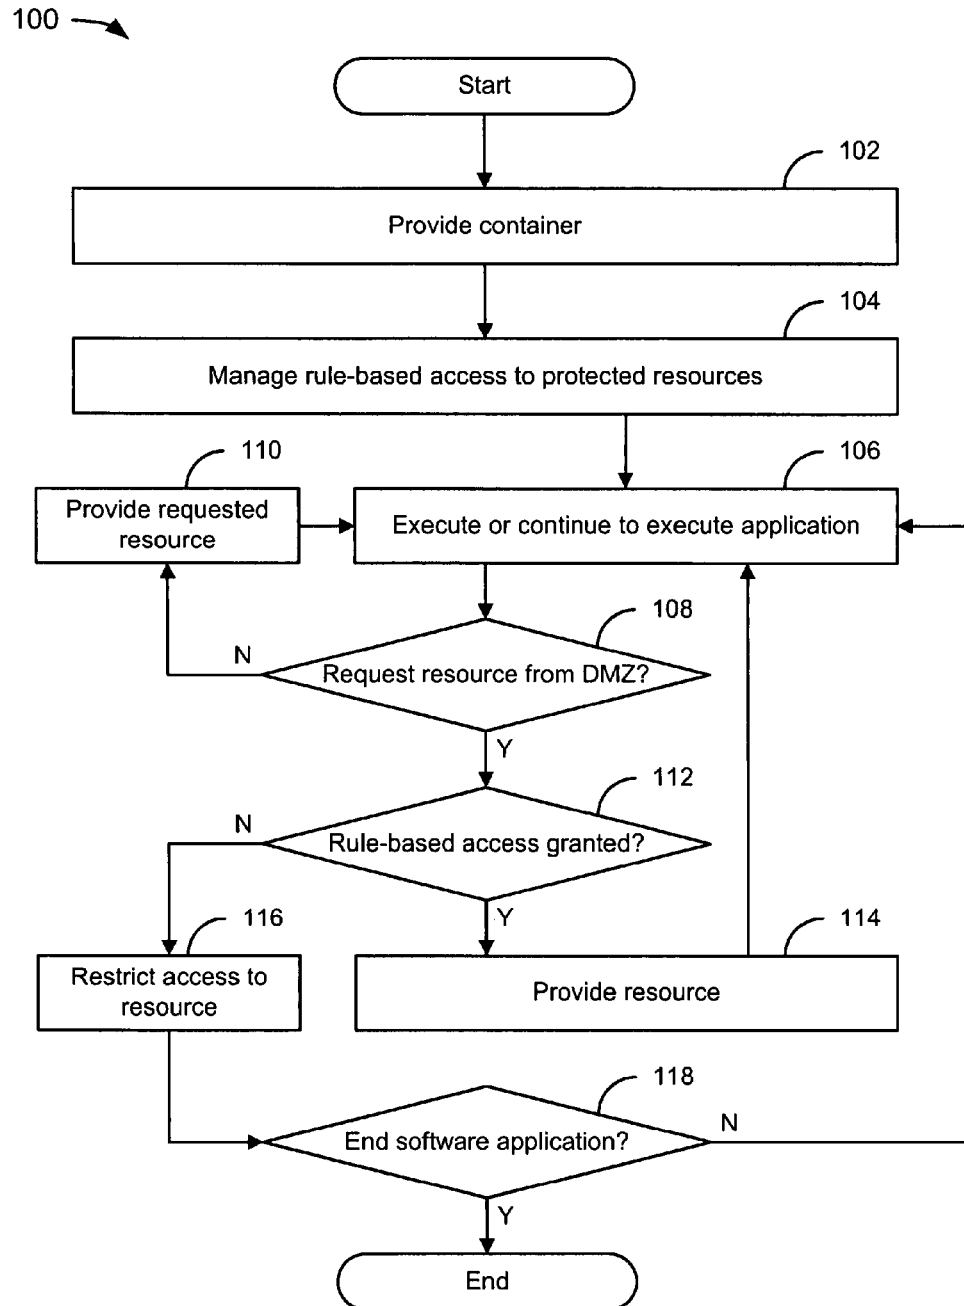 100
Start
102
Provide container
104
Manage rule-based access to protected resources
110
106
Provide requested
resource
Execute or continue to execute application
108
N
Request resource from DMZ?
Y
112
N
Rule-based access granted?
Y
116
114
Restrict access to
resource
Provide resource
118
N
End software application?
Y
End